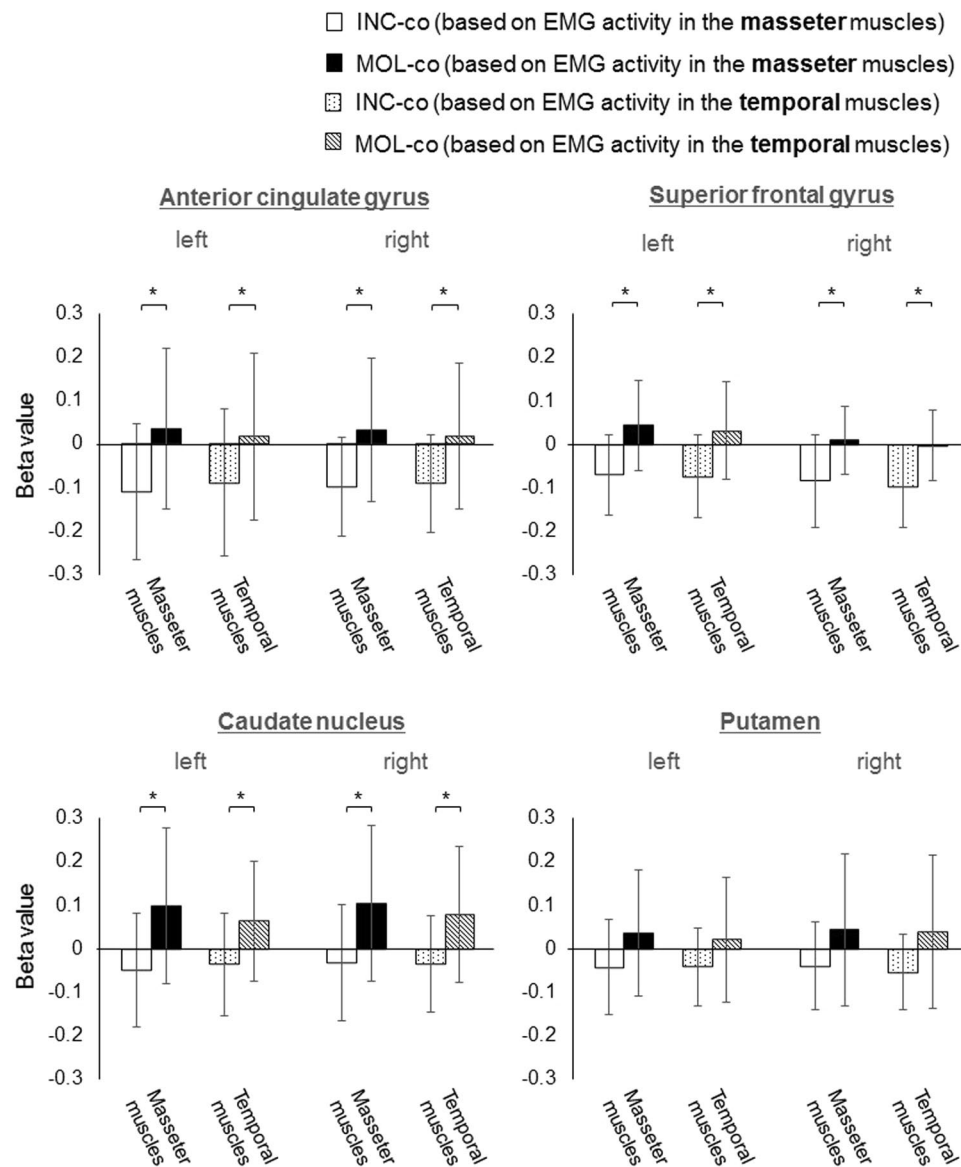 INC-co (based on EMG activity in the masseter muscles)
MOL-co (based on EMG activity in the masseter muscles)
INC-co (based on EMG activity in the temporal muscles)
MOL-co (based on EMG activity in the temporal muscles)
Anterior cingulate gyrus
left right
* * * *
0.3
0.2
0.1
0
-0.1
-0.2
-0.3
Beta value
Masseter muscles
Temporal muscles
Masseter muscles
Temporal muscles
Superior frontal gyrus
left right
* * * *
0.3
0.2
0.1
0
-0.1
-0.2
-0.3
Masseter muscles
Temporal muscles
Masseter muscles
Temporal muscles
Caudate nucleus
left right
* * * *
0.3
0.2
0.1
0
-0.1
-0.2
-0.3
Beta value
Masseter muscles
Temporal muscles
Masseter muscles
Temporal muscles
Putamen
left right
0.3
0.2
0.1
0
-0.1
-0.2
-0.3
Masseter muscles
Temporal muscles
Masseter muscles
Temporal muscles